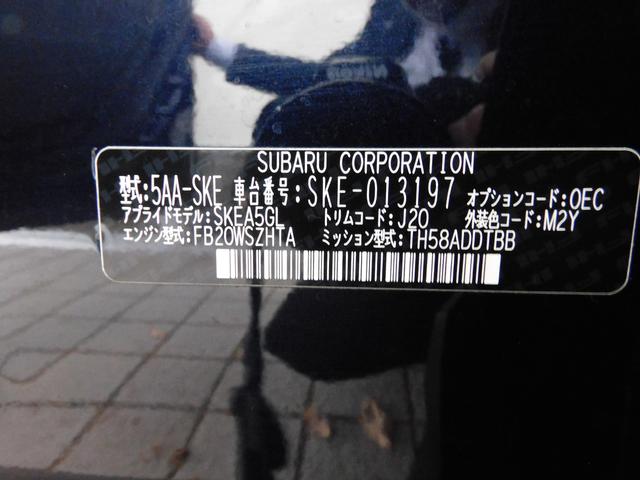 SUBARU CORPORATION
型式:5AA-SKE 車台番号:SKE-013197 オプションコード:OEC
アプライドモデル:SKEA5GL トリムコード:J20 外装色コード:M2Y
エンジン型式:FB20WSZHTA ミッション型式:TH58ADDTBB